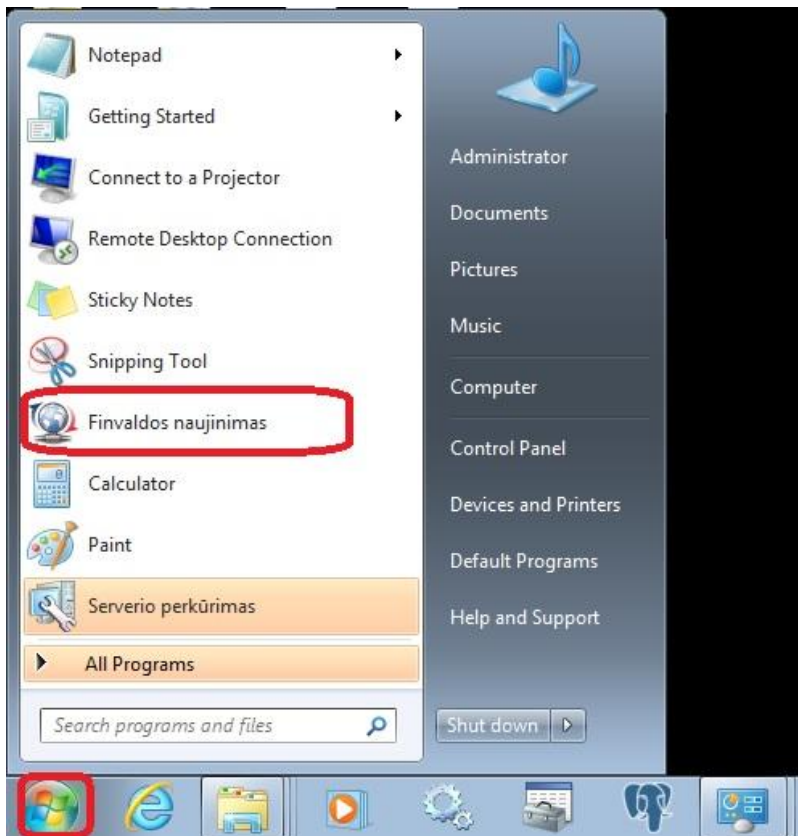 Notepad
Getting Started
Connect to a Projector
Remote Desktop Connection
Sticky Notes
Snipping Tool
Finvaldos naujinimas
Calculator
Paint
Serverio perkūrimas
All Programs
Search programs and files
Administrator
Documents
Pictures
Music
Computer
Control Panel
Devices and Printers
Default Programs
Help and Support
Shut down